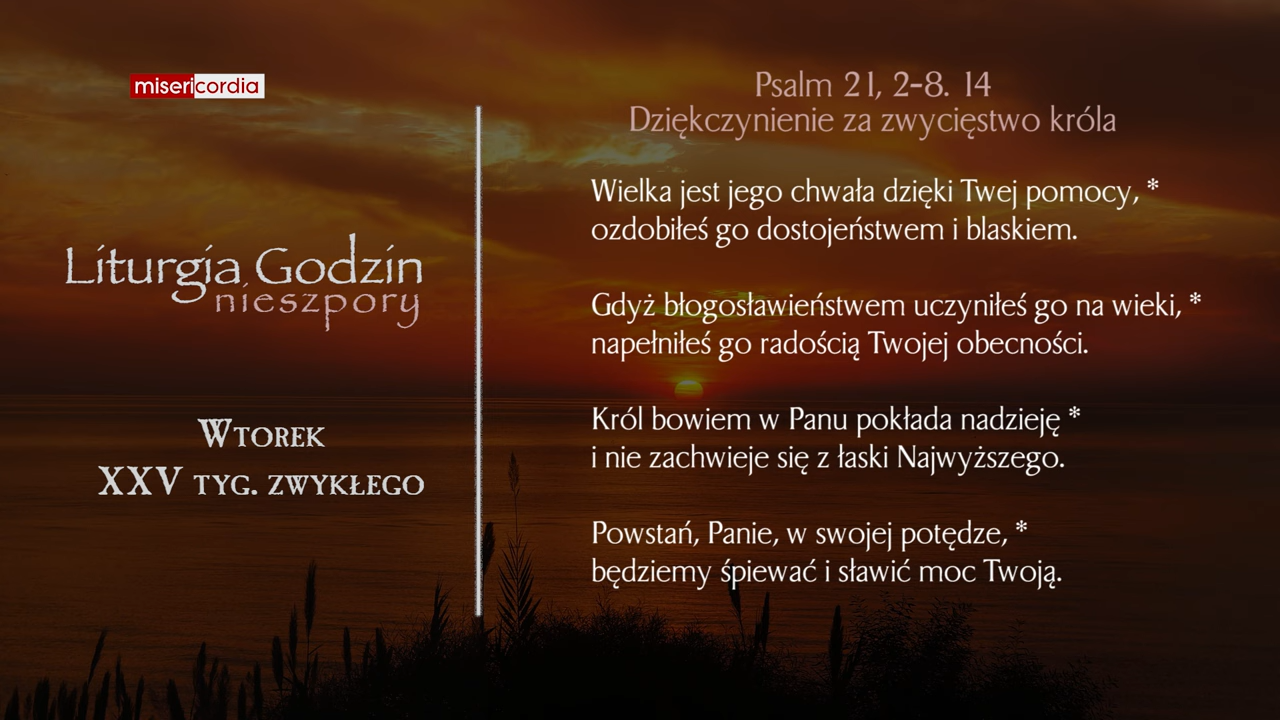 misericordia
Liturgia Godzin
nieszpory
Wtorek
XXV tyg. zwykłego
Psalm 21, 2-8. 14
Dziękczynienie za zwycięstwo króla
Wielka jest jego chwała dzięki Twej pomocy, *
ozdobiłeś go dostojeństwem i blaskiem.
Gdyż błogosławieństwem uczyniłeś go na wieki, *
napełniłeś go radością Twojej obecności.
Król bowiem w Panu pokłada nadzieję *
i nie zachwieje się z łaski Najwyższego.
Powstań, Panie, w swojej potędze, *
będziemy śpiewać i sławić moc Twoją.